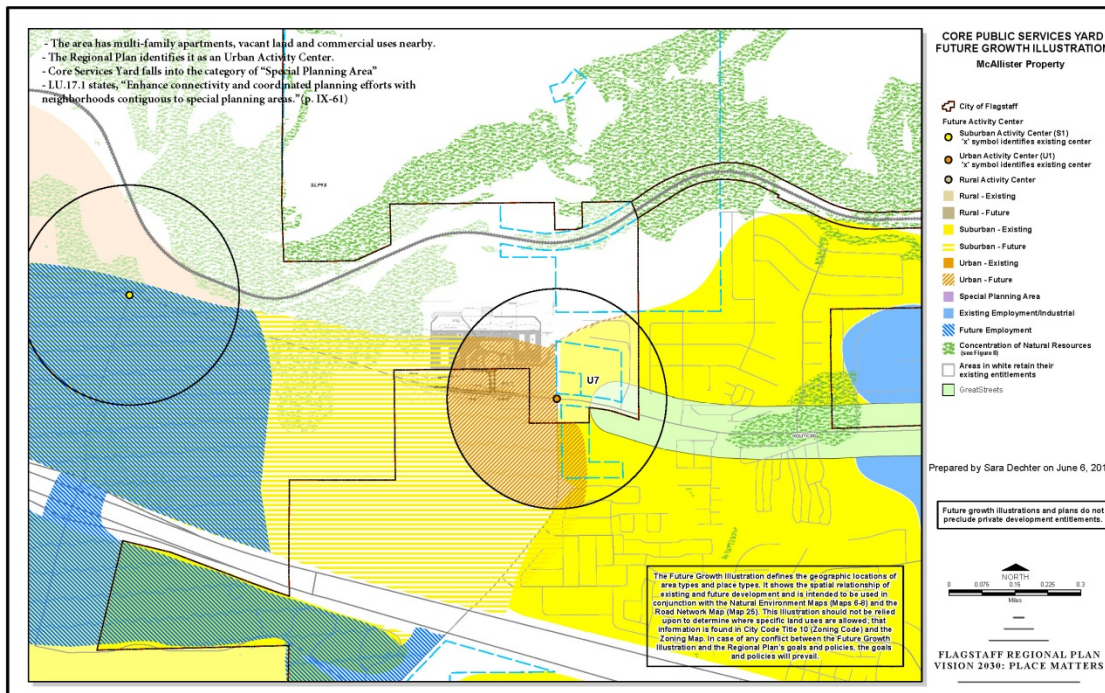 - The area has multi-family apartments, vacant land and commercial uses nearby.
- The Regional Plan identifies it as an Urban Activity Center.
- Core Services Yard falls into the category of "Special Planning Area"
- LU.17.1 states, "Enhance connectivity and coordinated planning efforts with
neighborhoods contiguous to special planning areas." (p. IX-61)
U7
The Future Growth Illustration defines the geographic locations of
area types and place types. It shows the spatial relationship of
existing and future development and is intended to be used in
conjunction with the Natural Environment Maps (Maps 6-8) and the
Road Network Map (Map 25). This Illustration should not be relied
upon to determine where specific land uses are allowed; that
information is found in City Code Title 10 (Zoning Code) and the
Zoning Map. In case of any conflict between the Future Growth
Illustration and the Regional Plan's goals and policies, the goals
and policies will prevail.
CORE PUBLIC SERVICES YARD
FUTURE GROWTH ILLUSTRATION
McAllister Property
City of Flagstaff
Future Activity Center
Suburban Activity Center (S1)
'x' symbol identifies existing center
Urban Activity Center (U1)
'x' symbol identifies existing center
Rural Activity Center
Rural - Existing
Rural - Future
Suburban - Existing
Suburban - Future
Urban - Existing
Urban - Future
Special Planning Area
Existing Employment/Industrial
Future Employment
Concentration of Natural Resources
(see Figure 8)
Areas in white retain their
existing entitlements
GreatStreets
Prepared by Sara Dechter on June 6, 201
Future growth illustrations and plans do not
preclude private development entitlements.
NORTH
0 0.075 0.15 0.225 0.3
Miles
FLAGSTAFF REGIONAL PLAN
VISION 2030: PLACE MATTERS